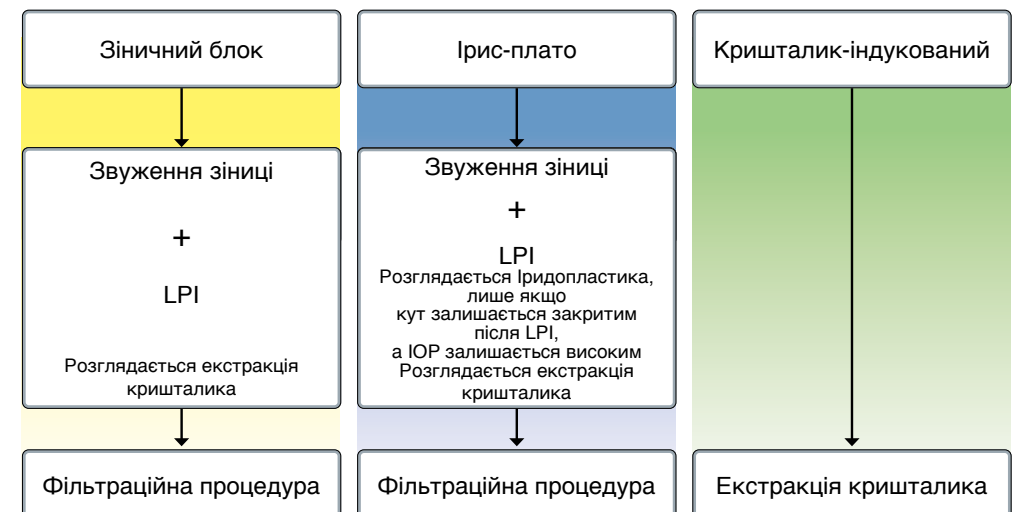 Зіничний блок
Звуження зіниці
+
LPI
Розглядається екстракція
кришталика
Фільтраційна процедура
Ірис-плато
Звуження зіниці
+
LPI
Розглядається Іридопластика,
лише якщо
кут залишається закритим
після LPI,
а IOP залишається високим
Розглядається екстракція
кришталика
Фільтраційна процедура
Кришталик-індукований
Екстракція кришталика